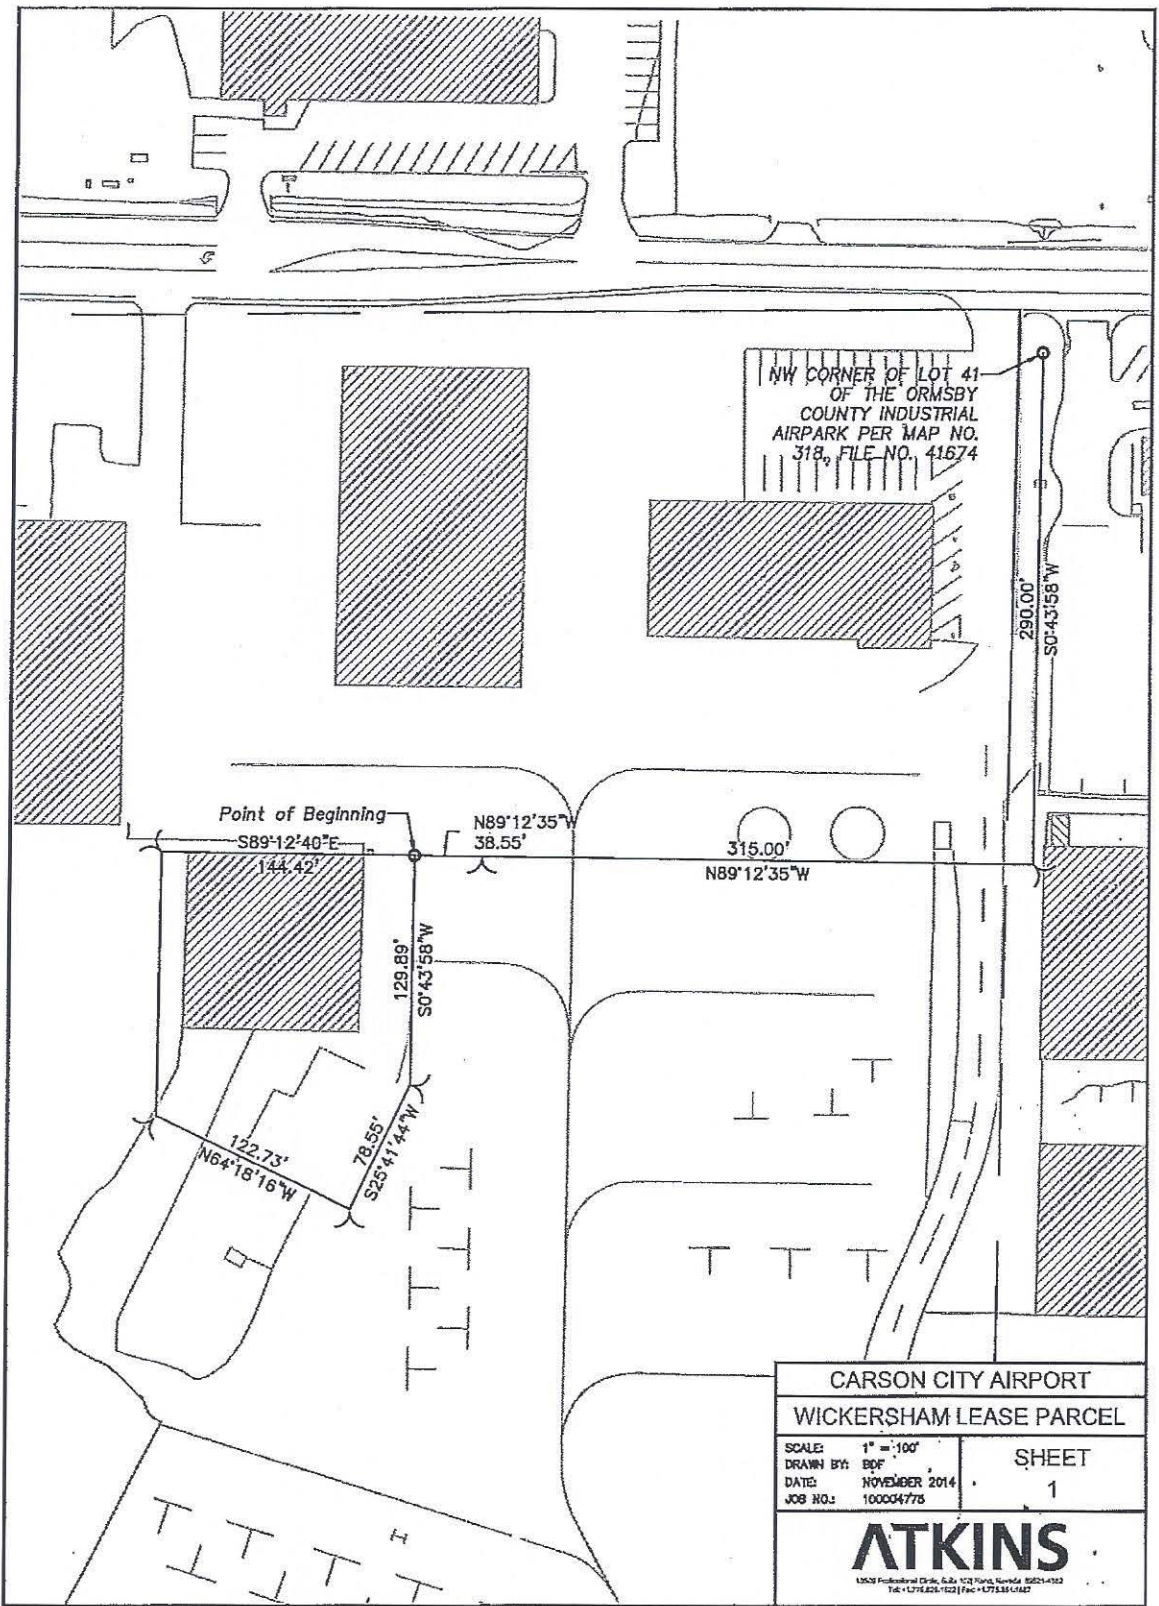 NW CORNER OF LOT 41
OF THE ORMSBY
COUNTY INDUSTRIAL
AIRPARK PER MAP NO.
318, FILE NO. 41674
290.00'
S0°43'58"W
Point of Beginning
S89°12'40"E
144.42'
N89°12'35"W
38.55'
315.00'
N89°12'35"W
129.89'
S0°43'58"W
78.55'
S25°41'44"W
122.73'
N64°18'16"W
CARSON CITY AIRPORT
WICKERSHAM LEASE PARCEL
SCALE: 1" = 100'
DRAWN BY: BDF
DATE: NOVEMBER 2014
JOB NO.: 100004775
SHEET
1
ATKINS
Professional Circle, Nevada